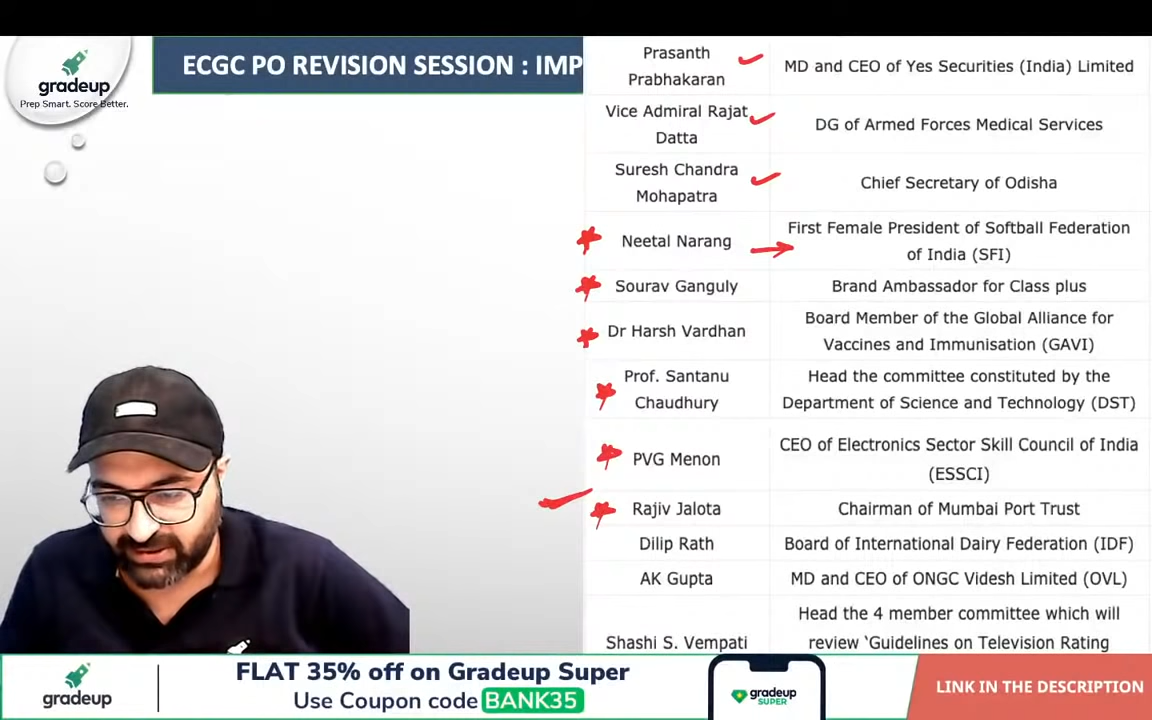 gradeup
Prep Smart. Score Better.
ECGC PO REVISION SESSION : IMP
Prasanth
Prabhakaran
MD and CEO of Yes Securities (India) Limited
Vice Admiral Rajat
Datta
DG of Armed Forces Medical Services
Suresh Chandra
Mohapatra
Chief Secretary of Odisha
Neetal Narang
First Female President of Softball Federation
of India (SFI)
Sourav Ganguly
Brand Ambassador for Class plus
Dr Harsh Vardhan
Board Member of the Global Alliance for
Vaccines and Immunisation (GAVI)
Prof. Santanu
Chaudhury
Head the committee constituted by the
Department of Science and Technology (DST)
PVG Menon
CEO of Electronics Sector Skill Council of India
(ESSCI)
Rajiv Jalota
Chairman of Mumbai Port Trust
Dilip Rath
Board of International Dairy Federation (IDF)
AK Gupta
MD and CEO of ONGC Videsh Limited (OVL)
Shashi S. Vempati
Head the 4 member committee which will
review ‘Guidelines on Television Rating
gradeup
FLAT 35% off on Gradeup Super
Use Coupon code BANK35
gradeup
SUPER
LINK IN THE DESCRIPTION